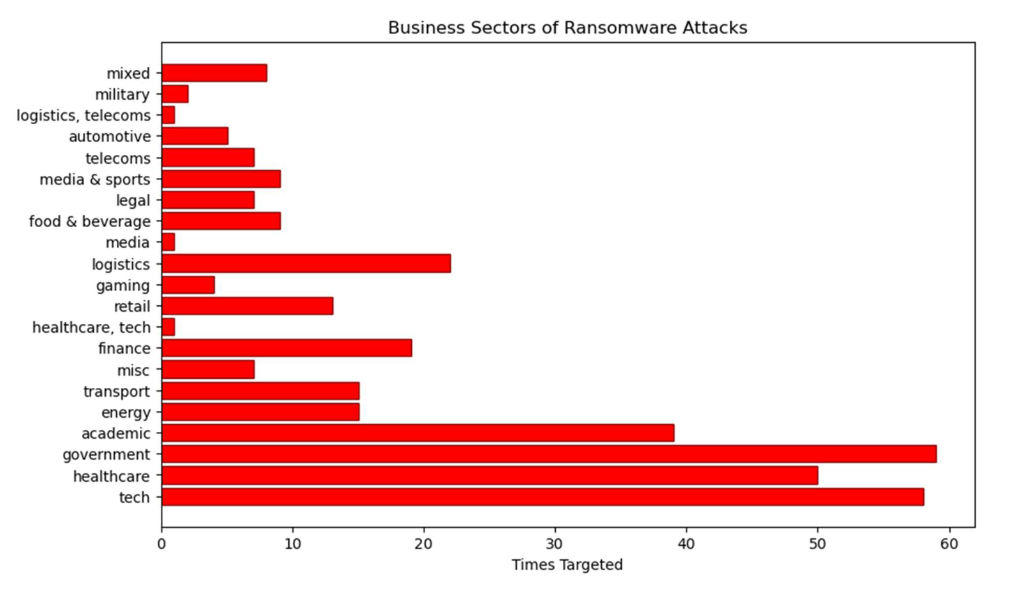 Business Sectors of Ransomware Attacks
mixed
military
logistics, telecoms
automotive
telecoms
media & sports
legal
food & beverage
media
logistics
gaming
retail
healthcare, tech
finance
misc
transport
energy
academic
government
healthcare
tech
0 10 20 30 40 50 60
Times Targeted